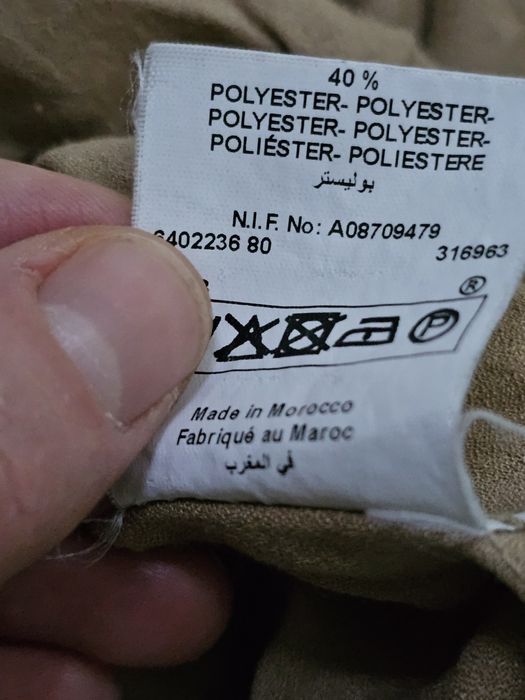 40 %
POLYESTER- POLYESTER-
POLYESTER- POLYESTER-
POLIÉSTER- POLIESTERE
بوليستر
N.I.F. No: A08709479
6402236 80 316963
®
P
Made in Morocco
Fabriqué au Maroc
في المغرب